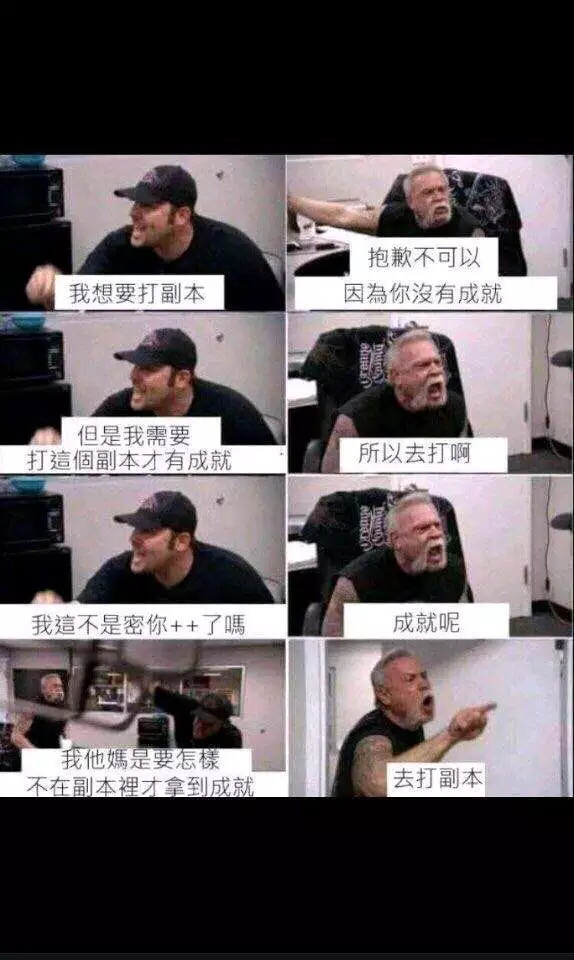 我想要打副本
抱歉不可以
因為你沒有成就
但是我需要
打這個副本才有成就
所以去打啊
我這不是密你++了嗎
成就呢
我他媽是要怎樣
不在副本裡才拿到成就
去打副本